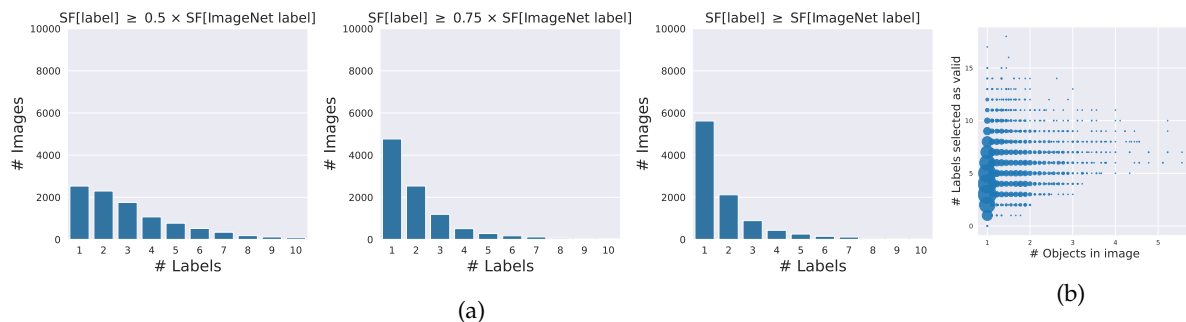 SF[label] ≥ 0.5 × SF[ImageNet label]
10000
8000
6000
4000
2000
0
# Images
1 2 3 4 5 6 7 8 9 10
# Labels
SF[label] ≥ 0.75 × SF[ImageNet label]
10000
8000
6000
4000
2000
0
# Images
1 2 3 4 5 6 7 8 9 10
# Labels
SF[label] ≥ SF[ImageNet label]
10000
8000
6000
4000
2000
0
# Images
1 2 3 4 5 6 7 8 9 10
# Labels
(a)
15
10
5
0
# Labels selected as valid
1 2 3 4 5
# Objects in image
(b)